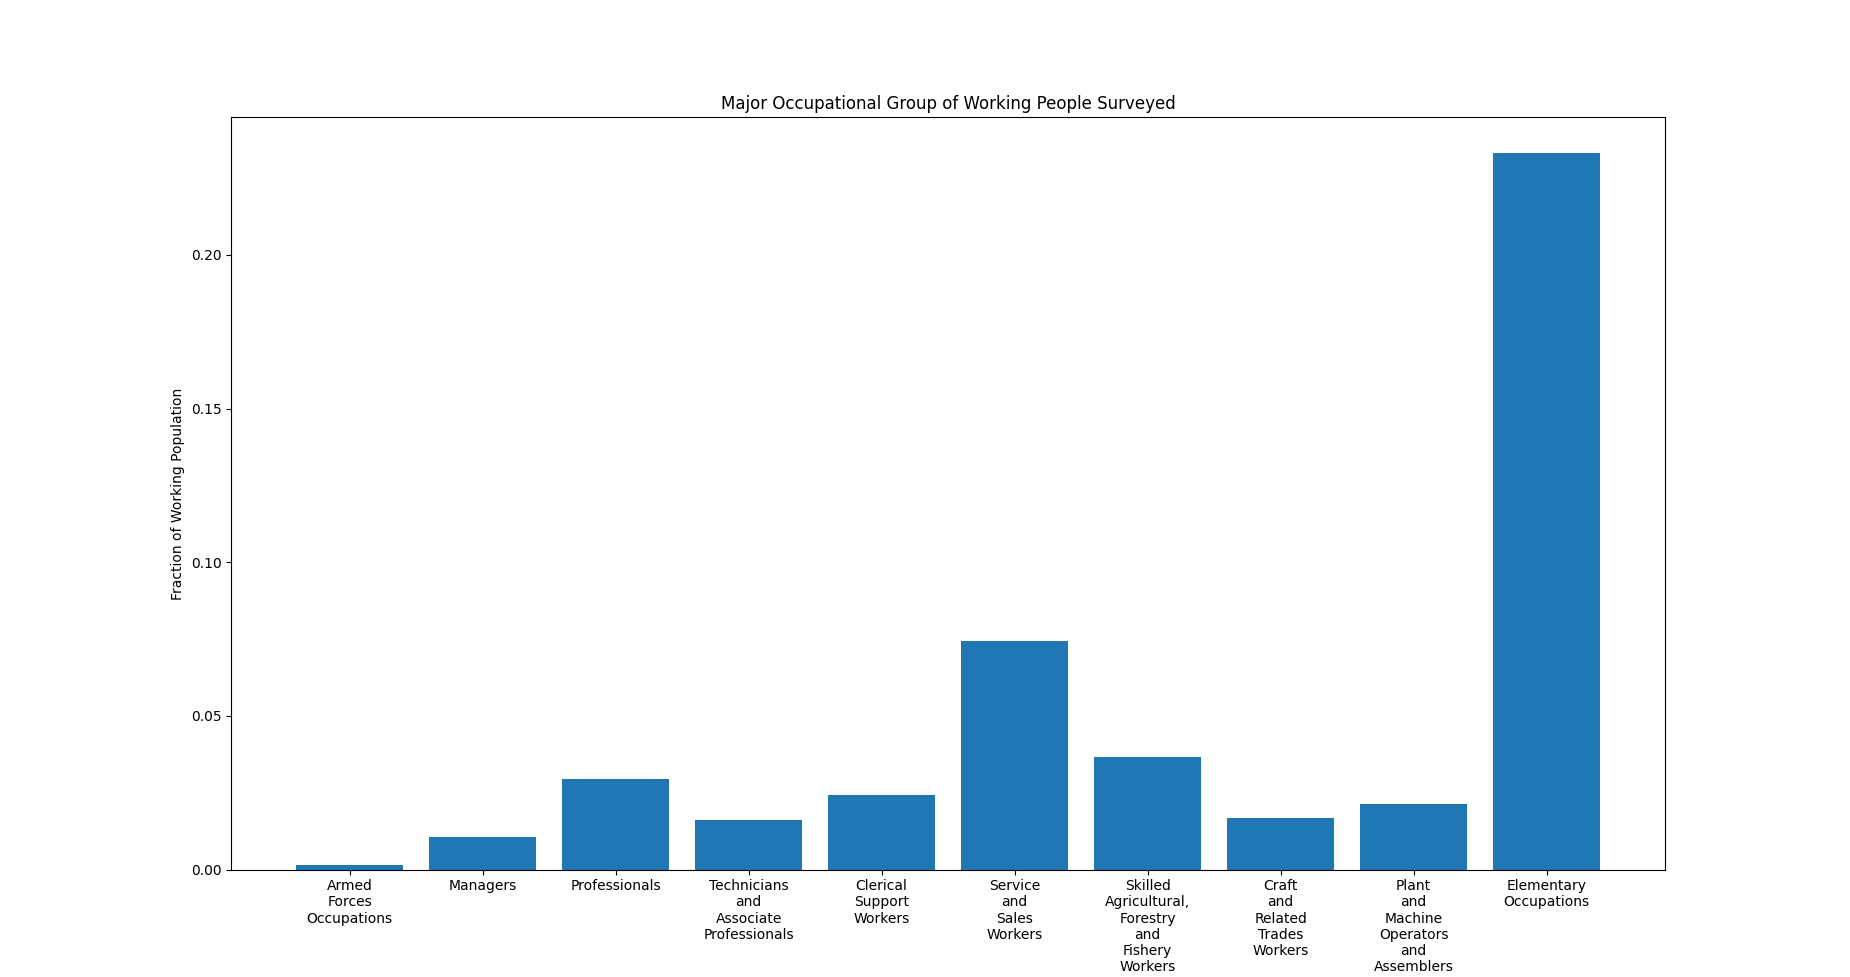 Major Occupational Group of Working People Surveyed
Fraction of Working Population
0.20
0.15
0.10
0.05
0.00
Armed
Forces
Occupations
Managers
Professionals
Technicians
and
Associate
Professionals
Clerical
Support
Workers
Service
and
Sales
Workers
Skilled
Agricultural,
Forestry
and
Fishery
Workers
Craft
and
Related
Trades
Workers
Plant
and
Machine
Operators
and
Assemblers
Elementary
Occupations